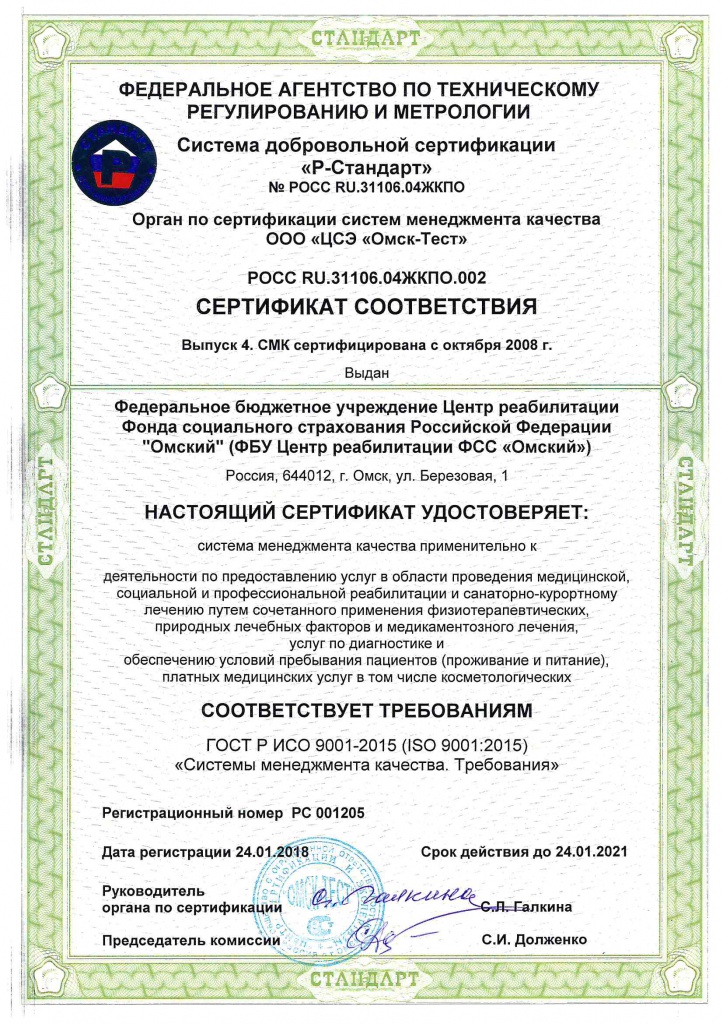 СТАНДАРТ
ФЕДЕРАЛЬНОЕ АГЕНТСТВО ПО ТЕХНИЧЕСКОМУ
РЕГУЛИРОВАНИЮ И МЕТРОЛОГИИ
СТАНДАРТ
Система добровольной сертификации
«Р-Стандарт»
№ РОСС RU.31106.04ЖКПО
Орган по сертификации систем менеджмента качества
ООО «ЦСЭ «Омск-Тест»
РОСС RU.31106.04ЖКПО.002
СЕРТИФИКАТ СООТВЕТСТВИЯ
Выпуск 4. СМК сертифицирована с октября 2008 г.
Выдан
Федеральное бюджетное учреждение Центр реабилитации
Фонда социального страхования Российской Федерации
"Омский" (ФБУ Центр реабилитации ФСС «Омский»)
Россия, 644012, г. Омск, ул. Березовая, 1
СТАНДАРТ
СТАНДАРТ
НАСТОЯЩИЙ СЕРТИФИКАТ УДОСТОВЕРЯЕТ:
система менеджмента качества применительно к
деятельности по предоставлению услуг в области проведения медицинской,
социальной и профессиональной реабилитации и санаторно-курортному
лечению путем сочетанного применения физиотерапевтических,
природных лечебных факторов и медикаментозного лечения,
услуг по диагностике и
обеспечению условий пребывания пациентов (проживание и питание),
платных медицинских услуг в том числе косметологических
СООТВЕТСТВУЕТ ТРЕБОВАНИЯМ
ГОСТ Р ИСО 9001-2015 (ISO 9001:2015)
«Системы менеджмента качества. Требования»
Регистрационный номер РС 001205
Дата регистрации 24.01.2018 Срок действия до 24.01.2021
Руководитель
органа по сертификации С.П. Галкина
ОМСК-ТЕСТ
Председатель комиссии С.И. Долженко
СТАНДАРТ